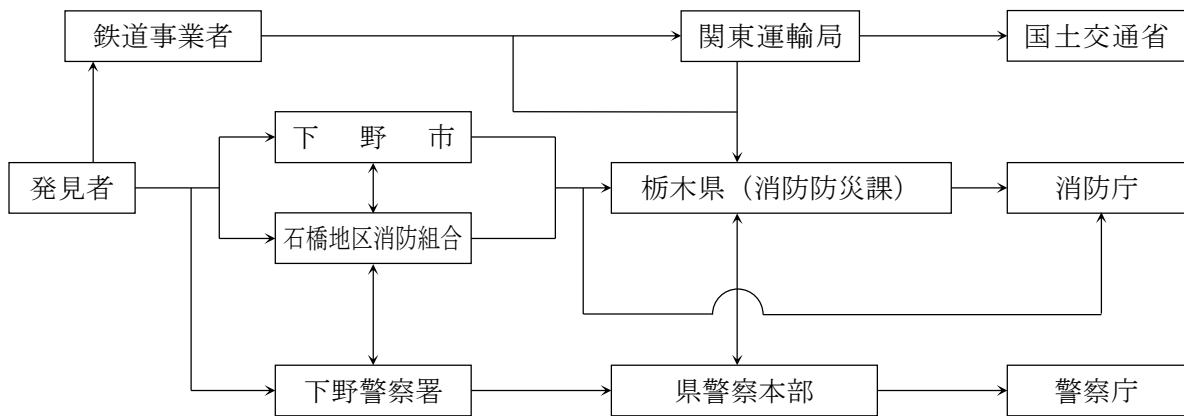 鉄道事業者
関東運輸局
国土交通省
下 野 市
発見者
栃木県（消防防災課）
消防庁
石橋地区消防組合
下野警察署
県警察本部
警察庁